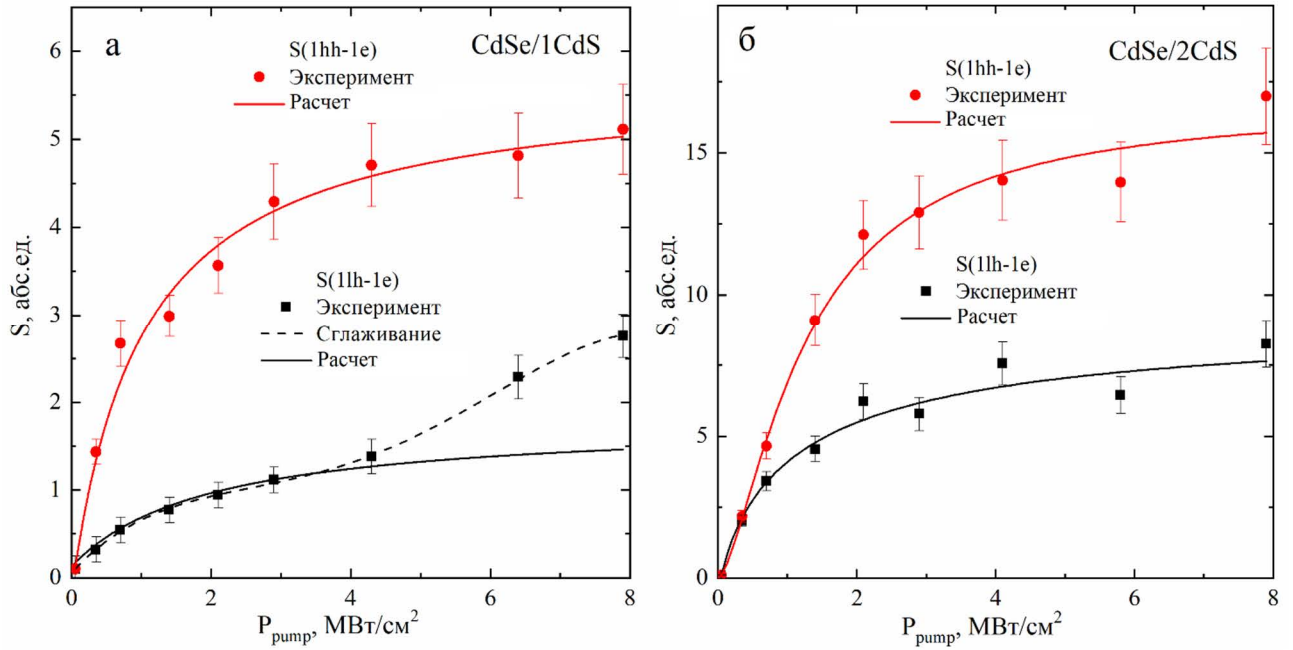 а
CdSe/1CdS
S(1hh-1e)
Эксперимент
Расчет
S(1lh-1e)
Эксперимент
Сглаживание
Расчет
S, абс.ед.
6
5
4
3
2
1
0
0 2 4 6 8
P_pump, МВт/см²
б
CdSe/2CdS
S(1hh-1e)
Эксперимент
Расчет
S(1lh-1e)
Эксперимент
Расчет
S, абс.ед.
15
10
5
0
0 2 4 6 8
P_pump, МВт/см²